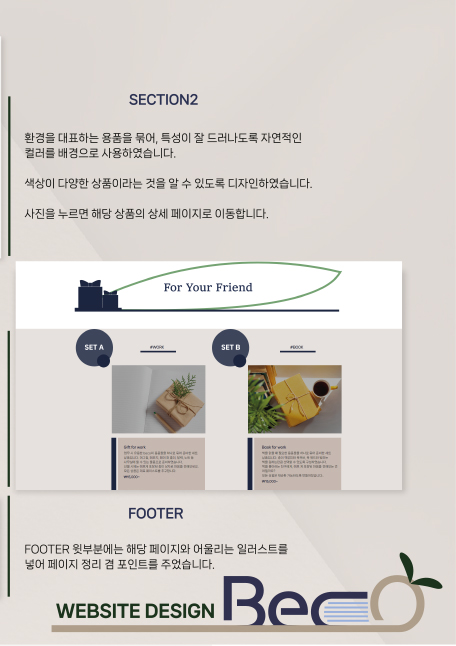 SECTION2
환경을 대표하는 용품을 묶어, 특성이 잘 드러나도록 자연적인
컬러를 배경으로 사용하였습니다.
색상이 다양한 상품이라는 것을 알 수 있도록 디자인하였습니다.
사진을 누르면 해당 상품의 상세 페이지로 이동합니다.
For Your Friend
SET A
#WORK
SET B
#BOOK
Gift for work
Book for work
FOOTER
FOOTER 윗부분에는 해당 페이지와 어울리는 일러스트를
넣어 페이지 정리 겸 포인트를 주었습니다.
WEBSITE DESIGN
Beco